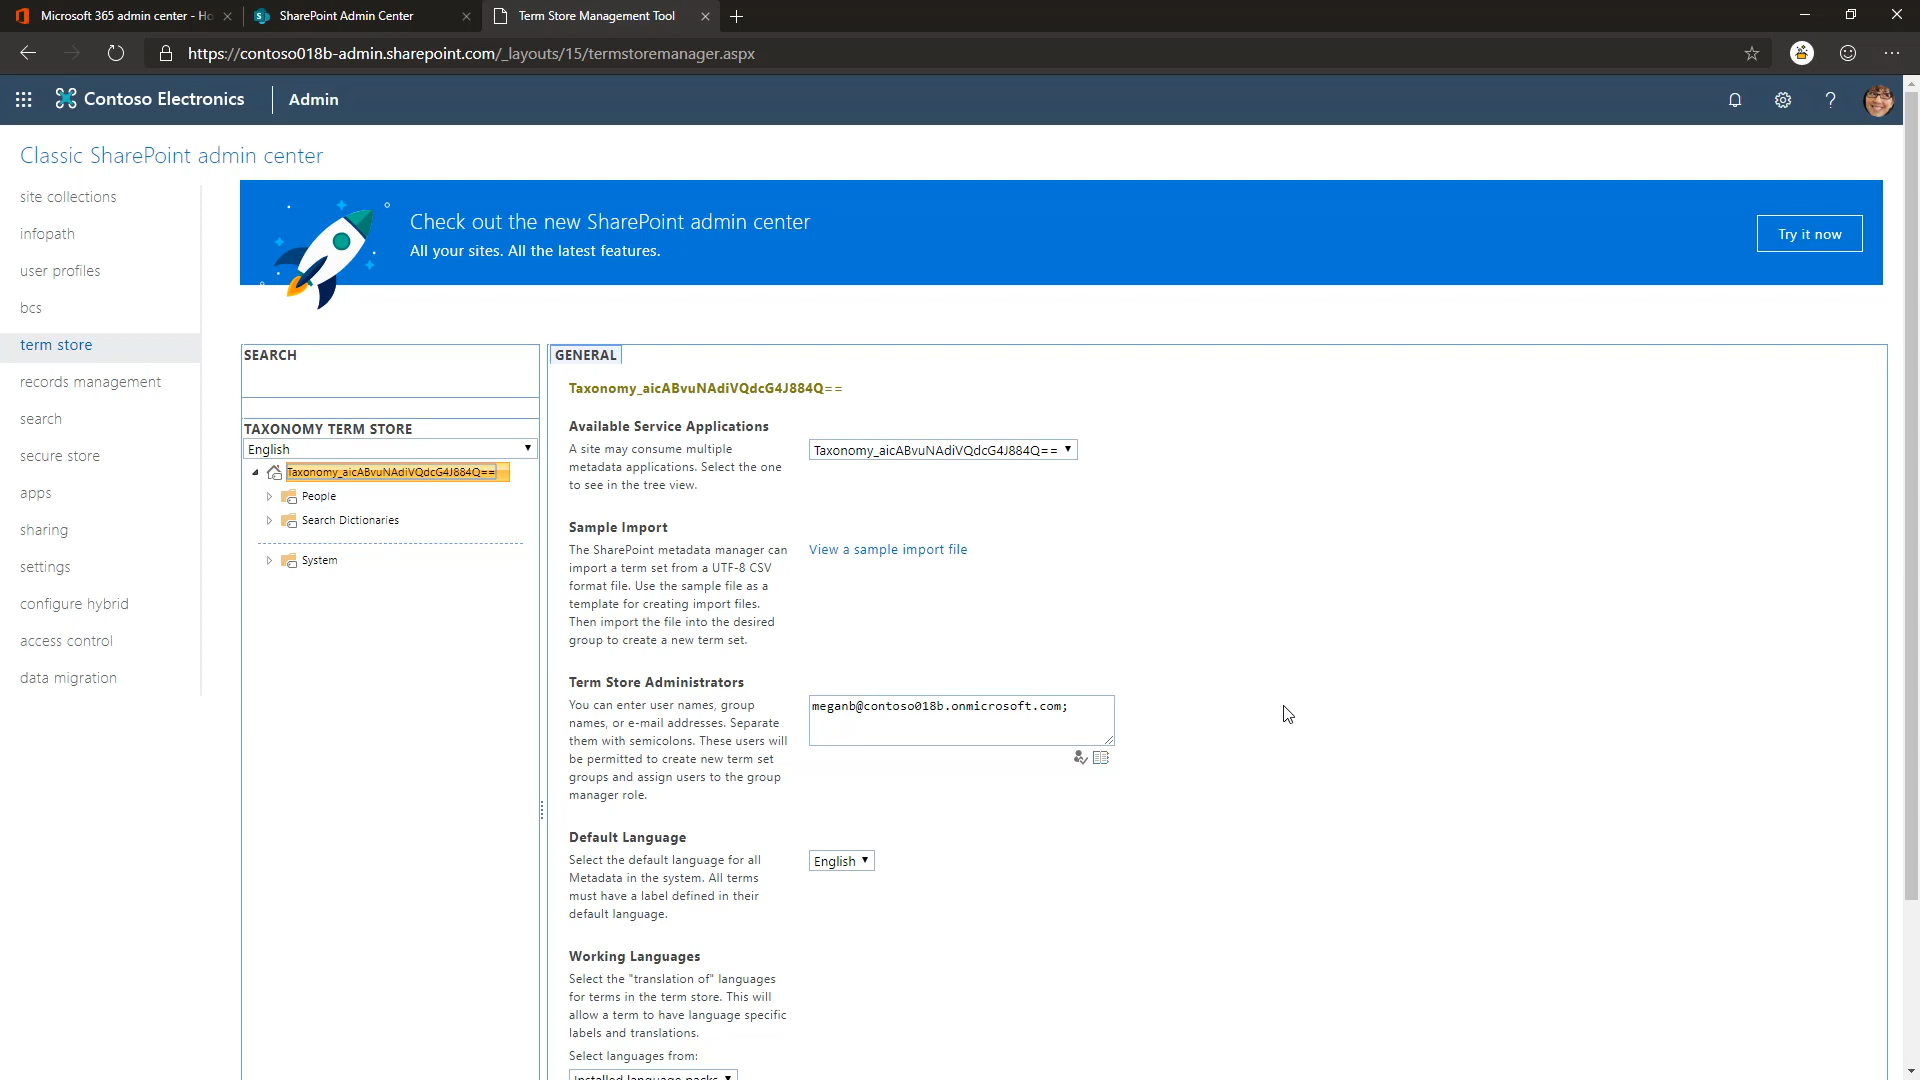 Microsoft 365 admin center - Ho
SharePoint Admin Center
Term Store Management Tool
https://contoso018b-admin.sharepoint.com/_layouts/15/termstoremanager.aspx
Contoso Electronics
Admin
Classic SharePoint admin center
site collections
infopath
user profiles
bcs
term store
records management
search
secure store
apps
sharing
settings
configure hybrid
access control
data migration
Check out the new SharePoint admin center
All your sites. All the latest features.
Try it now
SEARCH
TAXONOMY TERM STORE
English
Taxonomy_aicABvuNAdiVQdcG4J884Q==
People
Search Dictionaries
System
GENERAL
Taxonomy_aicABvuNAdiVQdcG4J884Q==
Available Service Applications
A site may consume multiple
metadata applications. Select the one
to see in the tree view.
Taxonomy_aicABvuNAdiVQdcG4J884Q==
Sample Import
The SharePoint metadata manager can
import a term set from a UTF-8 CSV
format file. Use the sample file as a
template for creating import files.
Then import the file into the desired
group to create a new term set.
View a sample import file
Term Store Administrators
You can enter user names, group
names, or e-mail addresses. Separate
them with semicolons. These users will
be permitted to create new term set
groups and assign users to the group
manager role.
meganb@contoso018b.onmicrosoft.com;
Default Language
Select the default language for all
Metadata in the system. All terms
must have a label defined in their
default language.
English
Working Languages
Select the "translation of" languages
for terms in the term store. This will
allow a term to have language specific
labels and translations.
Select languages from:
Installed language packs